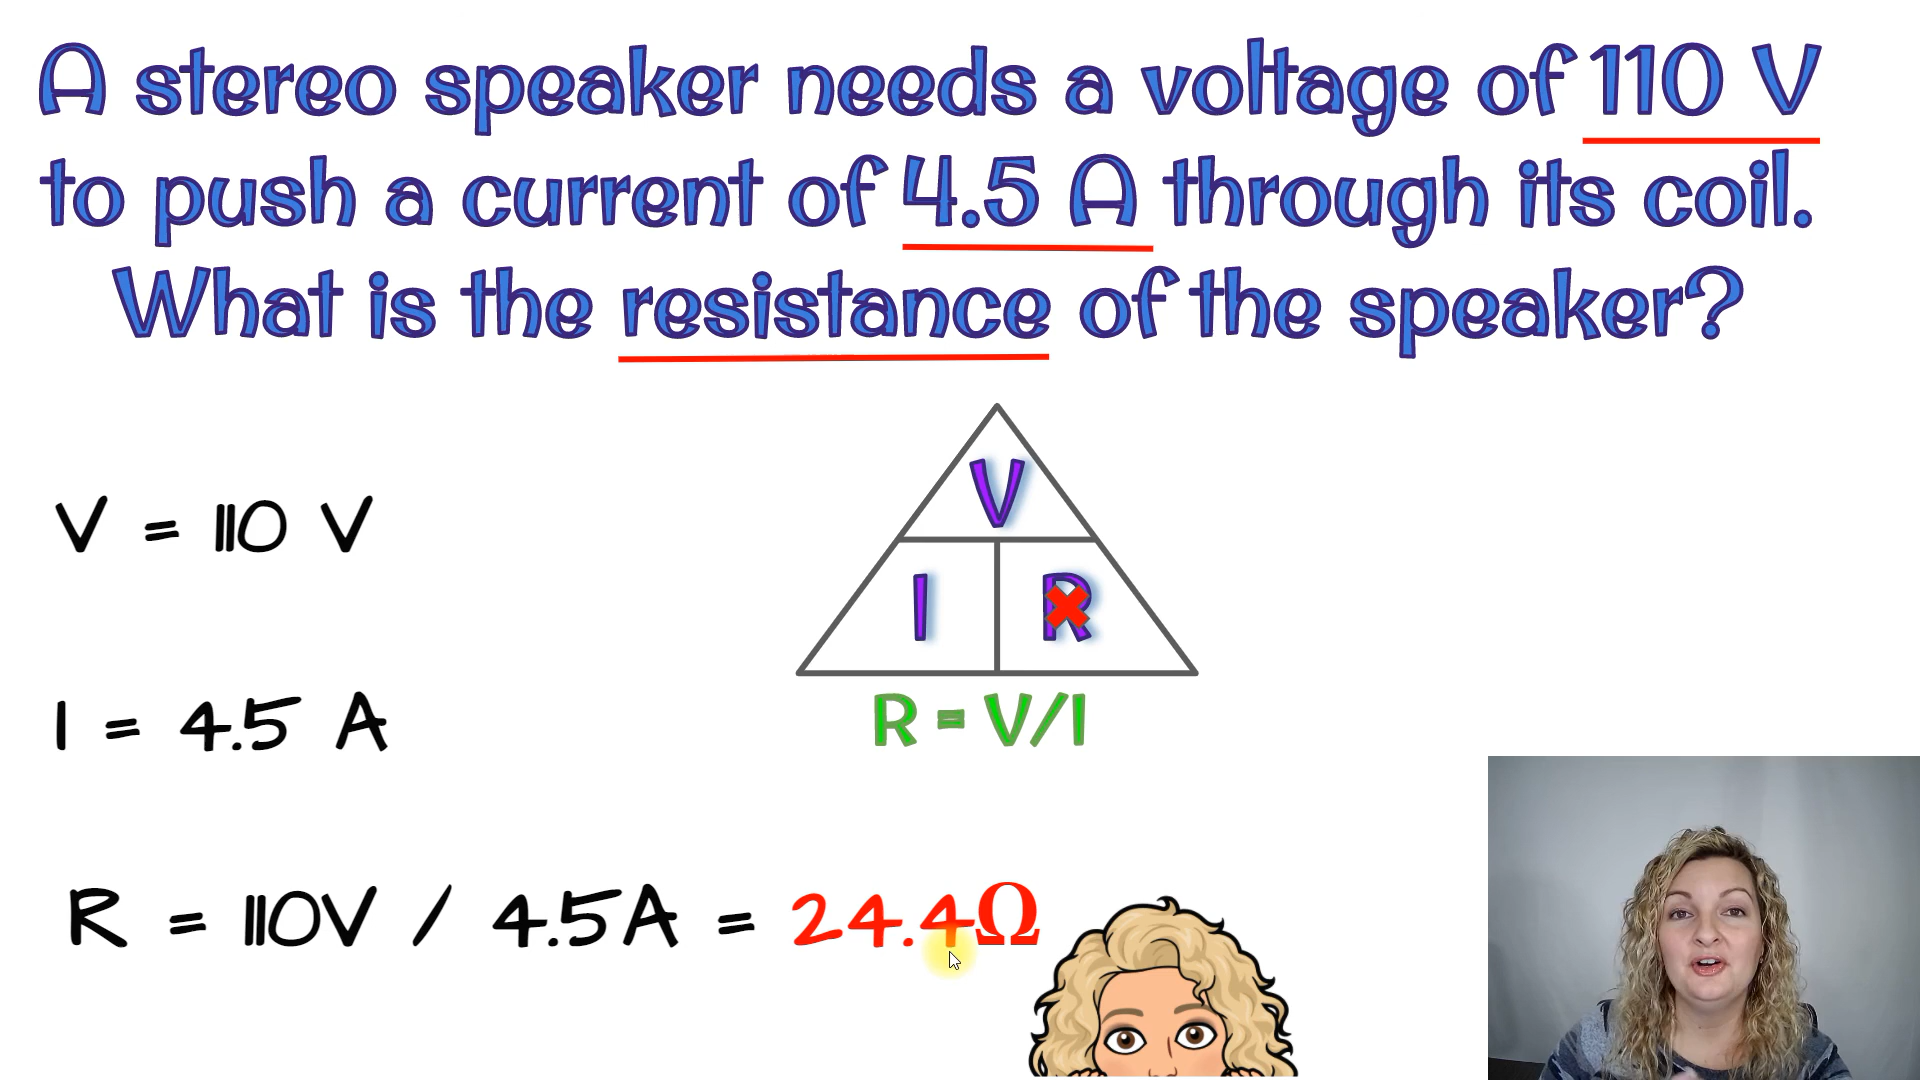 A stereo speaker needs a voltage of 110 V
to push a current of 4.5 A through its coil.
What is the resistance of the speaker?
V
I
R
R = V/I
V = 110 V
I = 4.5 A
R = 110V / 4.5A = 24.4Ω